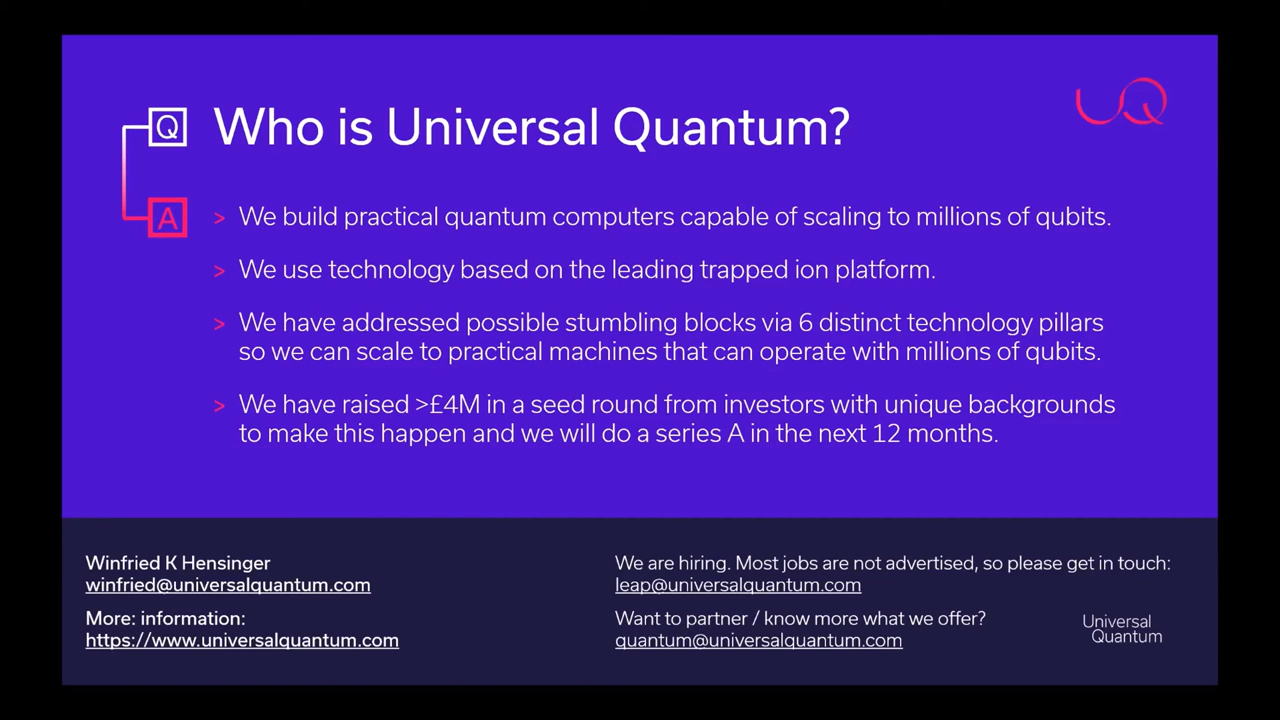 Q Who is Universal Quantum?
UQ
A > We build practical quantum computers capable of scaling to millions of qubits.
> We use technology based on the leading trapped ion platform.
> We have addressed possible stumbling blocks via 6 distinct technology pillars
so we can scale to practical machines that can operate with millions of qubits.
> We have raised >£4M in a seed round from investors with unique backgrounds
to make this happen and we will do a series A in the next 12 months.
Winfried K Hensinger
winfried@universalquantum.com
More: information:
https://www.universalquantum.com
We are hiring. Most jobs are not advertised, so please get in touch:
leap@universalquantum.com
Want to partner / know more what we offer?
quantum@universalquantum.com
Universal
Quantum